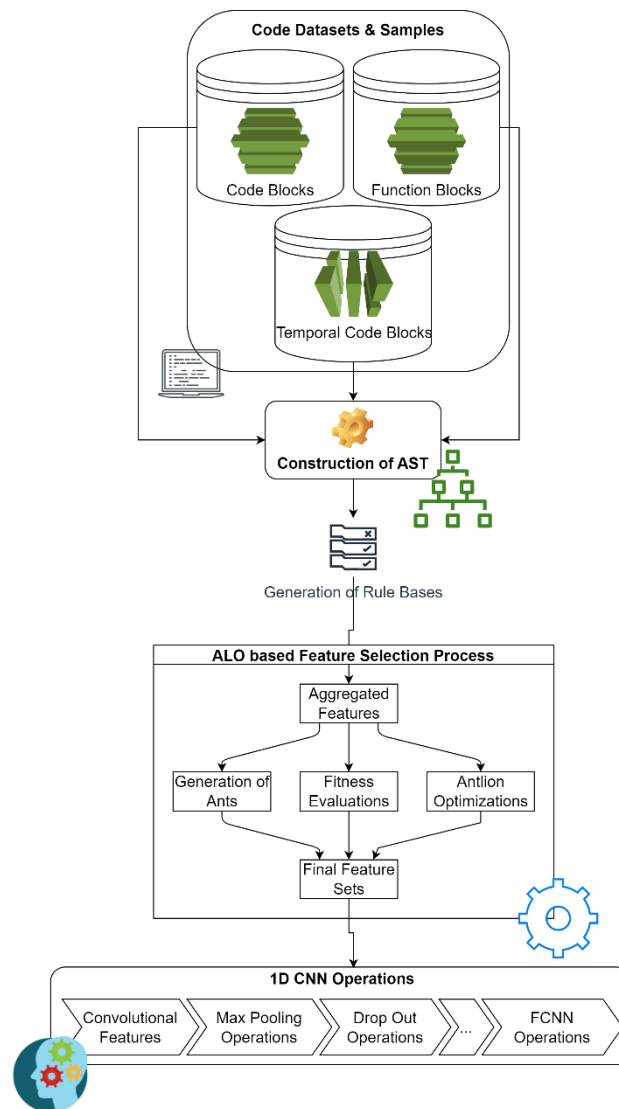 Code Datasets & Samples
Code Blocks
Function Blocks
Temporal Code Blocks
Construction of AST
Generation of Rule Bases
ALO based Feature Selection Process
Aggregated
Features
Generation of
Ants
Fitness
Evaluations
Antlion
Optimizations
Final Feature
Sets
1D CNN Operations
Convolutional
Features
Max Pooling
Operations
Drop Out
Operations
...
FCNN
Operations